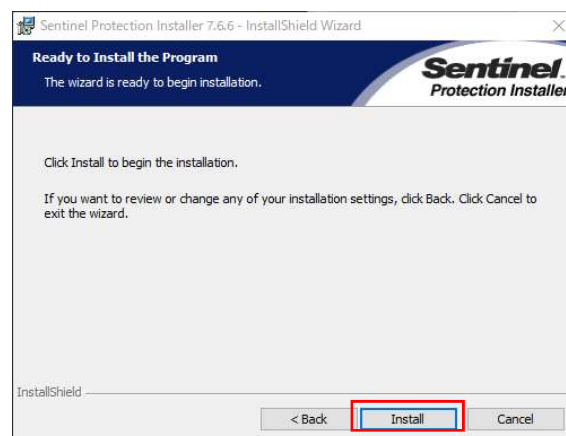 Sentinel Protection Installer 7.6.6 - InstallShield Wizard
Ready to Install the Program
The wizard is ready to begin installation.
Sentinel.
Protection Installer
Click Install to begin the installation.
If you want to review or change any of your installation settings, click Back. Click Cancel to
exit the wizard.
InstallShield
< Back Install Cancel